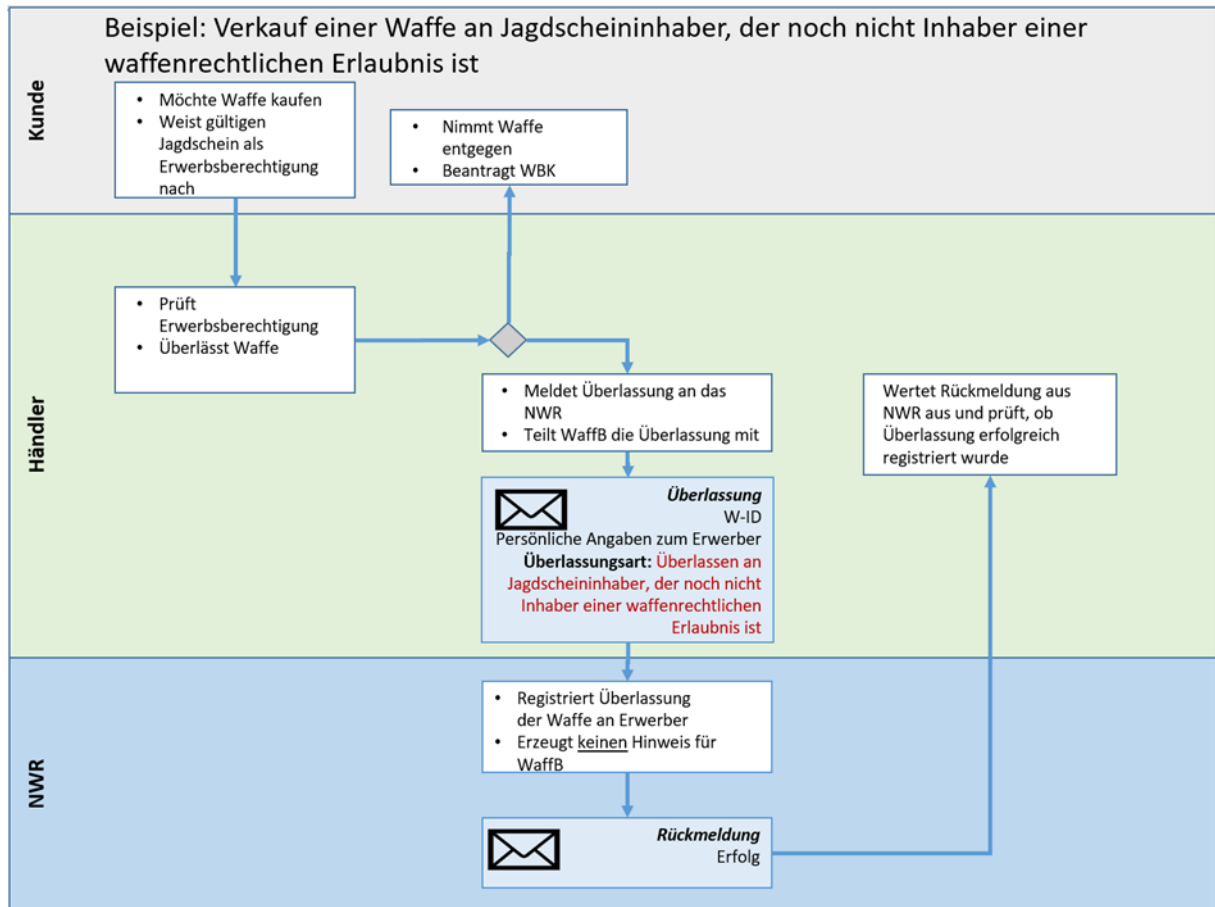 Beispiel: Verkauf einer Waffe an Jagdscheininhaber, der noch nicht Inhaber einer
waffenrechtlichen Erlaubnis ist
Kunde
• Möchte Waffe kaufen
• Weist gültigen
Jagdschein als
Erwerbsberechtigung
nach
• Nimmt Waffe
entgegen
• Beantragt WBK
Händler
• Prüft
Erwerbsberechtigung
• Überlässt Waffe
• Meldet Überlassung an das
NWR
• Teilt WaffB die Überlassung mit
Wertet Rückmeldung aus
NWR aus und prüft, ob
Überlassung erfolgreich
registriert wurde
Überlassung
W-ID
Persönliche Angaben zum Erwerber
Überlassungsart: Überlassen an
Jagdscheininhaber, der noch nicht
Inhaber einer waffenrechtlichen
Erlaubnis ist
NWR
• Registriert Überlassung
der Waffe an Erwerber
• Erzeugt keinen Hinweis für
WaffB
Rückmeldung
Erfolg